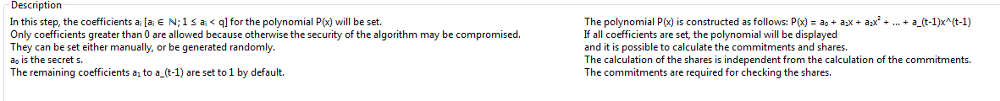 Description
In this step, the coefficients aᵢ [aᵢ ∈ ℕ; 1 ≤ aᵢ < q] for the polynomial P(x) will be set.
Only coefficients greater than 0 are allowed because otherwise the security of the algorithm may be compromised.
They can be set either manually, or be generated randomly.
a₀ is the secret s.
The remaining coefficients a₁ to a_(t-1) are set to 1 by default.
The polynomial P(x) is constructed as follows: P(x) = a₀ + a₁x + a₂x² + ... + a_(t-1)x^(t-1)
If all coefficients are set, the polynomial will be displayed
and it is possible to calculate the commitments and shares.
The calculation of the shares is independent from the calculation of the commitments.
The commitments are required for checking the shares.